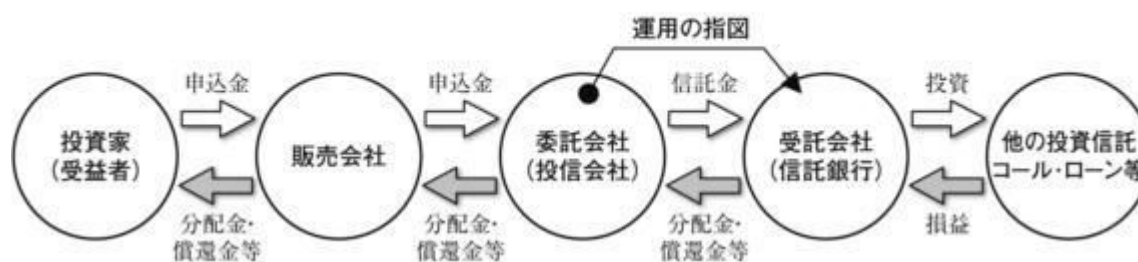 運用の指図
申込金
申込金
信託金
投資
投資家
(受益者)
販売会社
委託会社
(投信会社)
受託会社
(信託銀行)
他の投資信託
コール・ローン等
分配金・
償還金等
分配金・
償還金等
分配金・
償還金等
損益